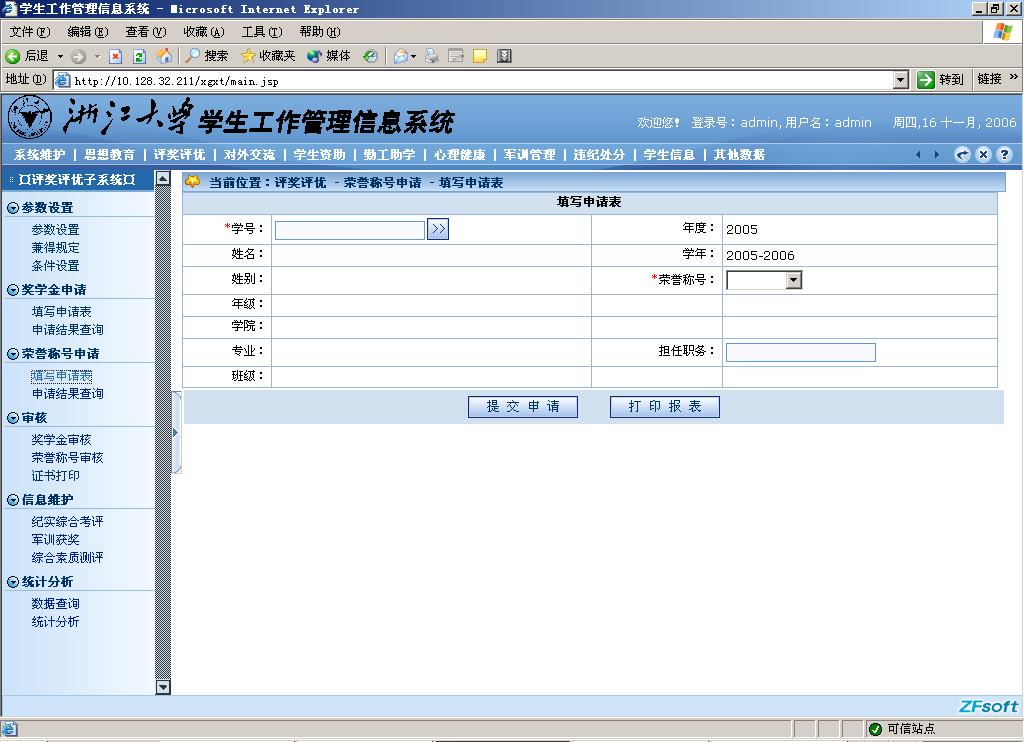 学生工作管理信息系统 - Microsoft Internet Explorer
文件(F) 编辑(E) 查看(V) 收藏(A) 工具(T) 帮助(H)
后退 搜索 收藏夹 媒体
地址(D) http://10.128.32.211/xgxt/main.jsp 转到 链接 »
浙江大学 学生工作管理信息系统 欢迎您! 登录号：admin, 用户名：admin 周四,16 十一月, 2006
系统维护 | 思想教育 | 评奖评优 | 对外交流 | 学生资助 | 勤工助学 | 心理健康 | 军训管理 | 违纪处分 | 学生信息 | 其他数据
¤评奖评优子系统¤
参数设置
参数设置
兼得规定
条件设置
奖学金申请
填写申请表
申请结果查询
荣誉称号申请
填写申请表
申请结果查询
审核
奖学金审核
荣誉称号审核
证书打印
信息维护
纪实综合考评
军训获奖
综合素质测评
统计分析
数据查询
统计分析
当前位置：评奖评优 - 荣誉称号申请 - 填写申请表
填写申请表
*学号： >> 年度： 2005
姓名： 学年： 2005-2006
姓别： *荣誉称号：
年级：
学院：
专业： 担任职务：
班级：
提 交 申 请 打 印 报 表
ZFsoft
可信站点